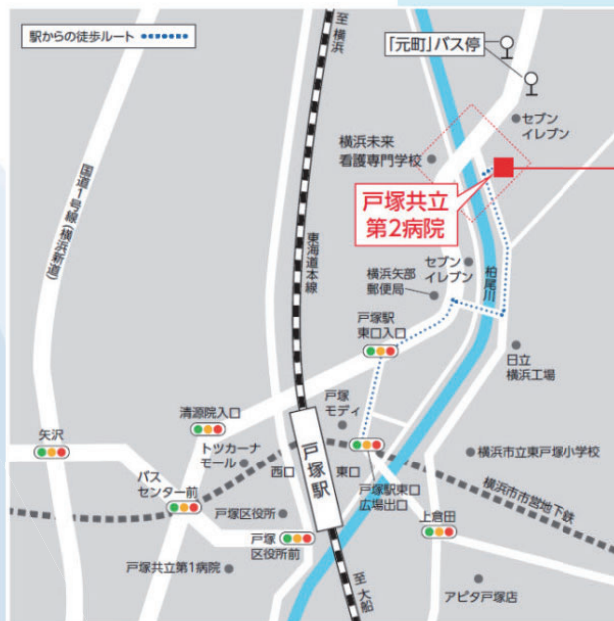 駅からの徒歩ルート
至横浜
「元町」バス停
セブン
イレブン
横浜未来
看護専門学校
戸塚共立
第2病院
国道1号線(横浜新道)
東海道本線
セブン
イレブン
柏尾川
横浜矢部
郵便局
戸塚駅
東口入口
日立
横浜工場
清源院入口
戸塚
モディ
矢沢
トツカーナ
モール
西口
戸塚駅
東口
横浜市立東戸塚小学校
バス
センター前
戸塚駅東口
広場出口
横浜市市営地下鉄
戸塚区役所
上倉田
戸塚
区役所前
戸塚共立第1病院
至大船
アピタ戸塚店